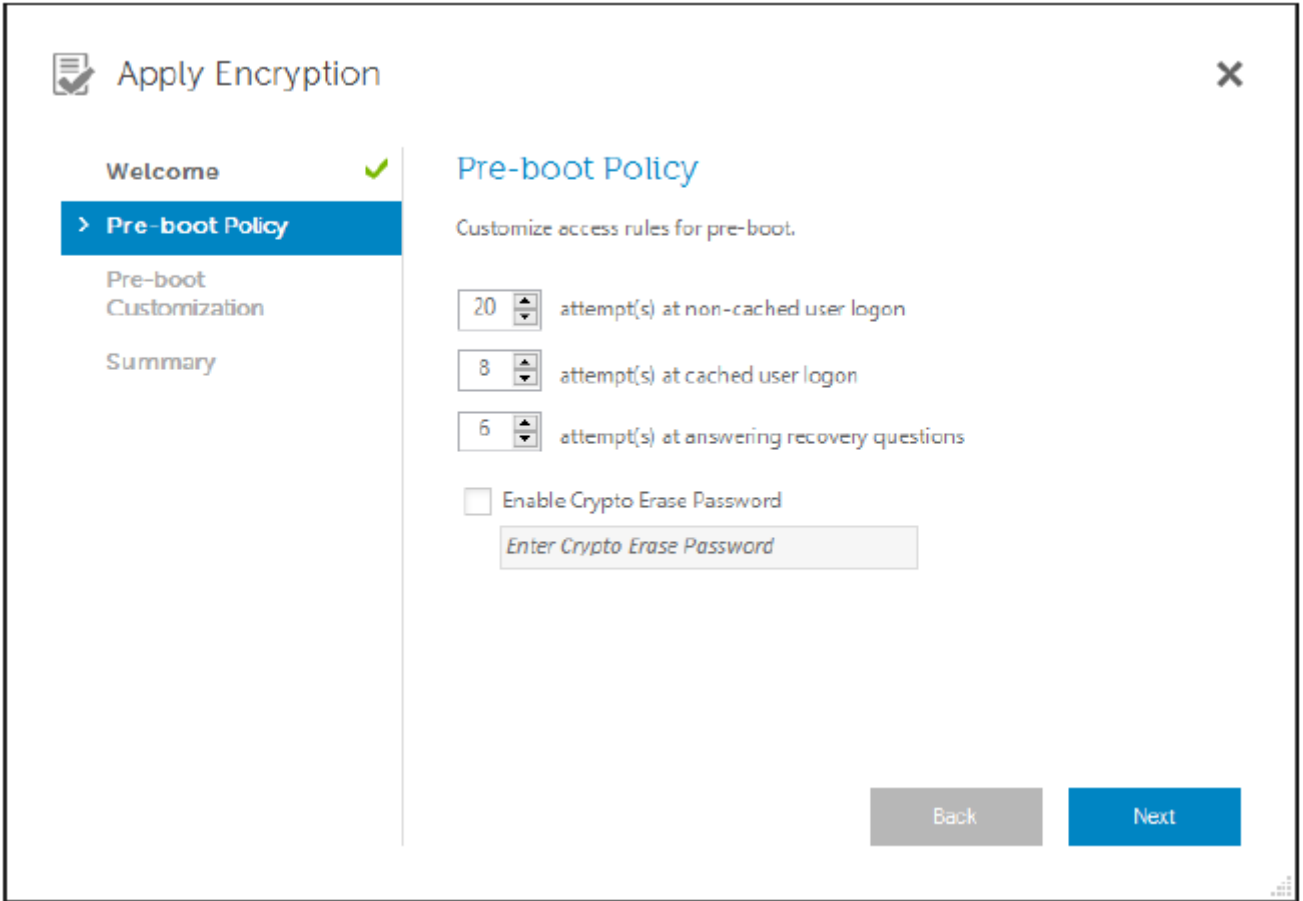 Apply Encryption
Welcome
Pre-boot Policy
Pre-boot
Customization
Summary
Pre-boot Policy
Customize access rules for pre-boot.
20 attempt(s) at non-cached user logon
8 attempt(s) at cached user logon
6 attempt(s) at answering recovery questions
Enable Crypto Erase Password
Enter Crypto Erase Password
Back
Next